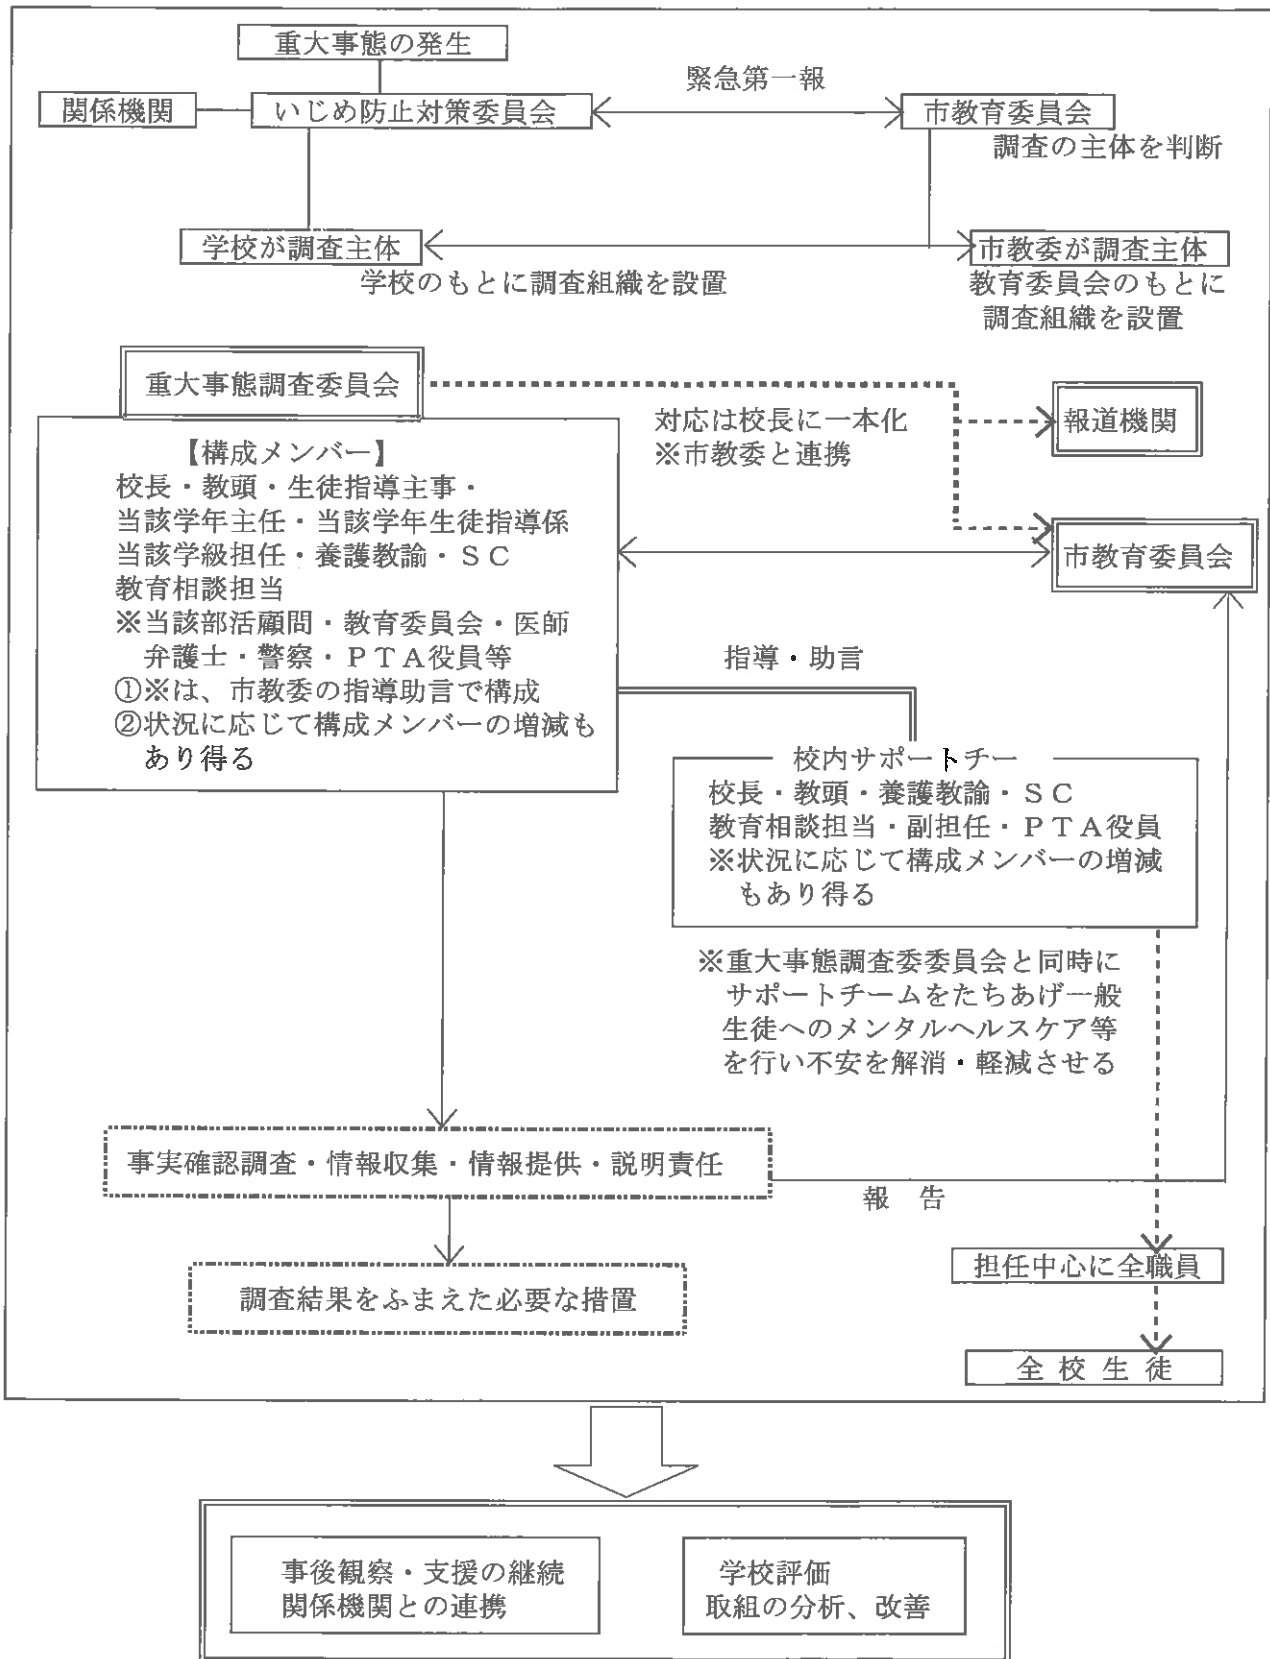 重大事態の発生
緊急第一報
関係機関
いじめ防止対策委員会
市教育委員会
調査の主体を判断
学校が調査主体
市教委が調査主体
学校のもとに調査組織を設置
教育委員会のもとに
調査組織を設置
重大事態調査委員会
対応は校長に一本化
※市教委と連携
報道機関
【構成メンバー】
校長・教頭・生徒指導主事・
当該学年主任・当該学年生徒指導係
当該学級担任・養護教諭・ＳＣ
教育相談担当
※当該部活顧問・教育委員会・医師
弁護士・警察・ＰＴＡ役員等
①※は、市教委の指導助言で構成
②状況に応じて構成メンバーの増減も
あり得る
市教育委員会
指導・助言
校内サポートチー
校長・教頭・養護教諭・ＳＣ
教育相談担当・副担任・ＰＴＡ役員
※状況に応じて構成メンバーの増減
もあり得る
※重大事態調査委委員会と同時に
サポートチームをたちあげ一般
生徒へのメンタルヘルスケア等
を行い不安を解消・軽減させる
事実確認調査・情報収集・情報提供・説明責任
報　告
調査結果をふまえた必要な措置
担任中心に全職員
全 校 生 徒
事後観察・支援の継続
関係機関との連携
学校評価
取組の分析、改善